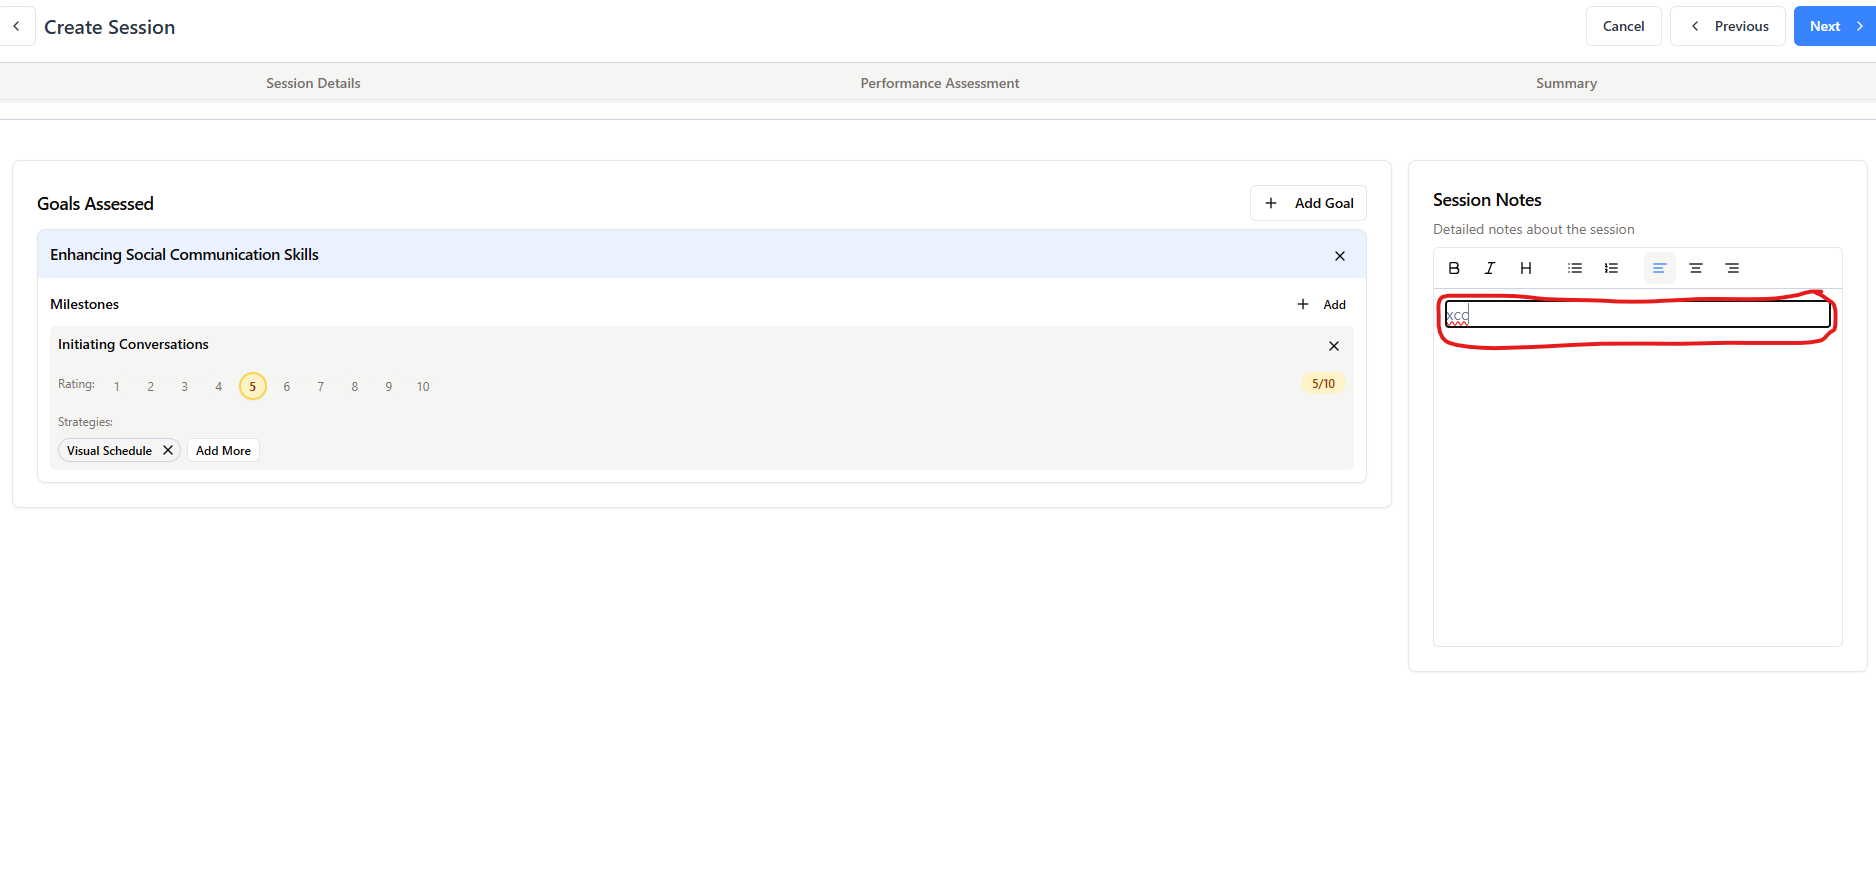 Create Session
Cancel
Previous
Next
Session Details
Performance Assessment
Summary
Goals Assessed
Add Goal
Enhancing Social Communication Skills
Milestones
Add
Initiating Conversations
Rating: 1 2 3 4 5 6 7 8 9 10
5/10
Strategies:
Visual Schedule
Add More
Session Notes
Detailed notes about the session
B I H
xcc